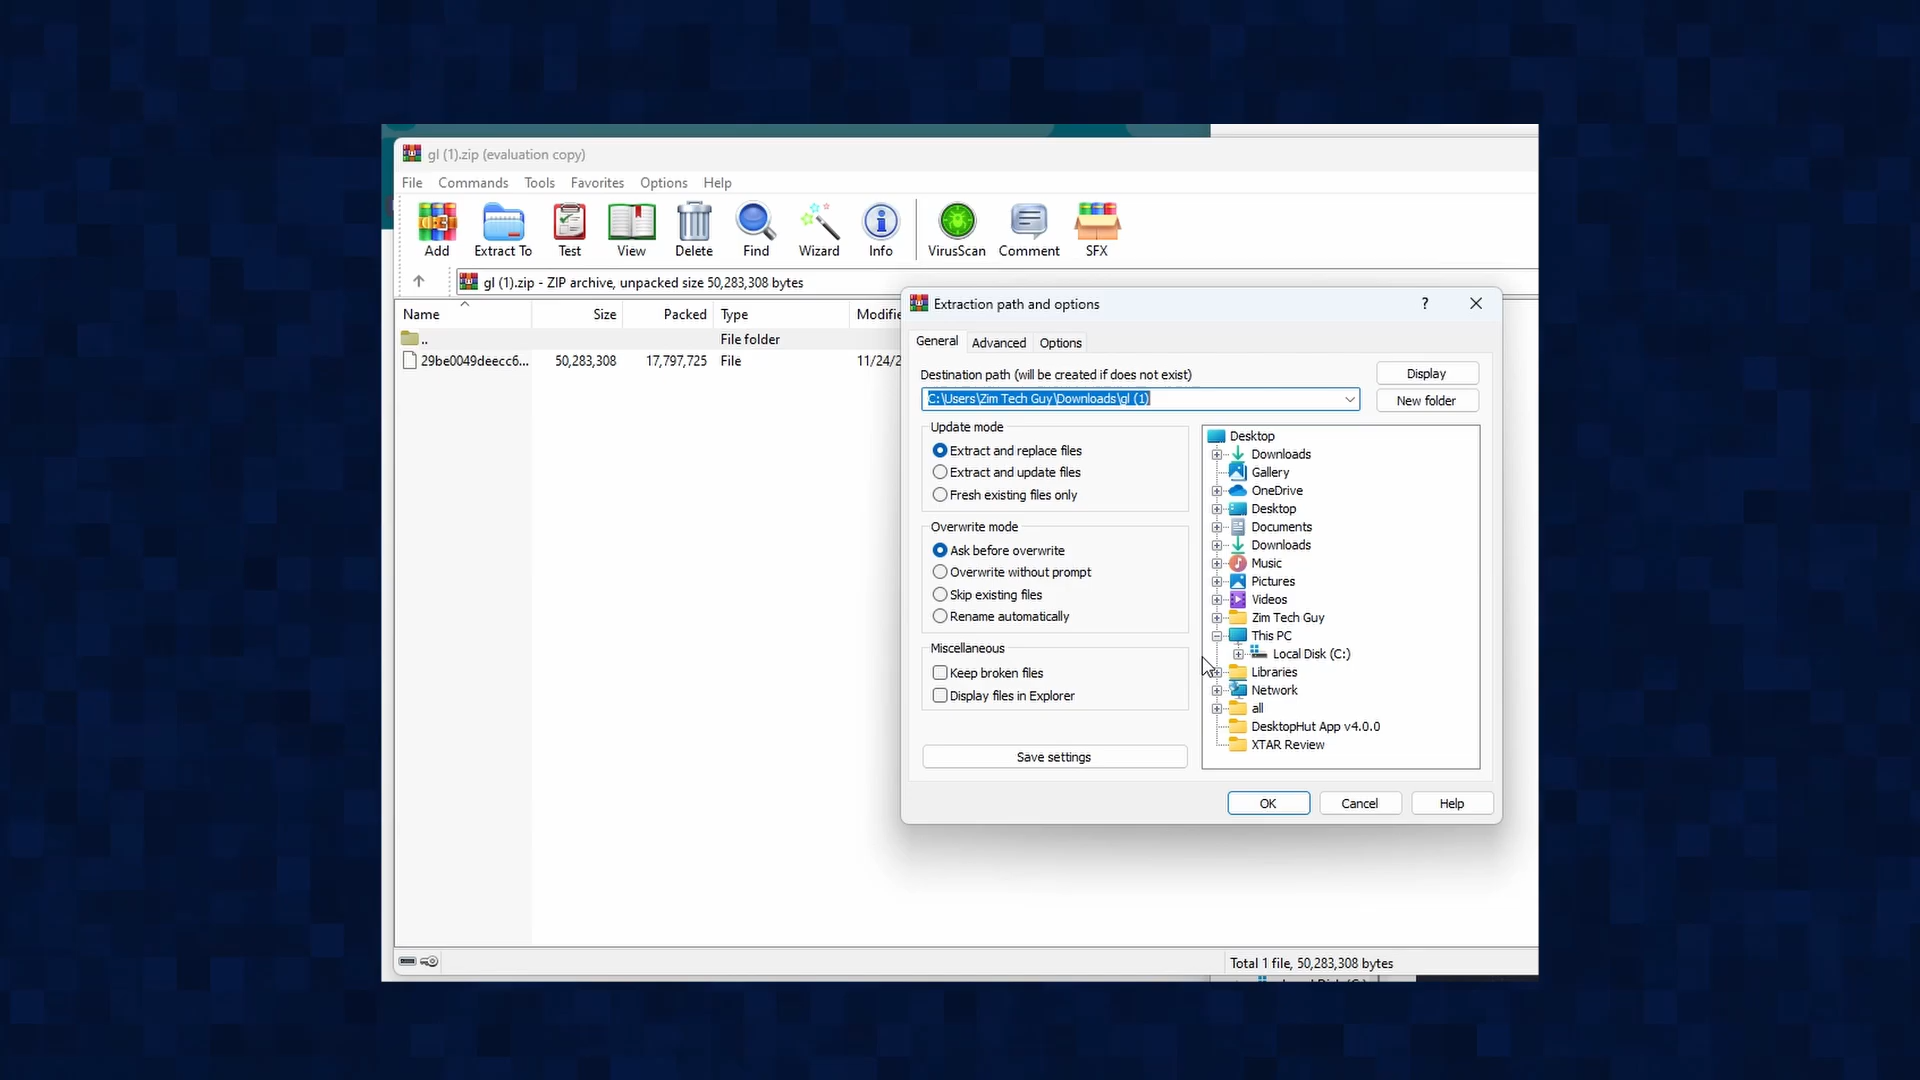 gl (1).zip (evaluation copy)
File Commands Tools Favorites Options Help
Add Extract To Test View Delete Find Wizard Info VirusScan Comment SFX
gl (1).zip - ZIP archive, unpacked size 50,283,308 bytes
Name Size Packed Type
.. File folder
29be0049deecc6... 50,283,308 17,797,725 File 11/24/2
Extraction path and options
General Advanced Options
Destination path (will be created if does not exist)
C:\Users\Zim Tech Guy\Downloads\gl (1)
Display
New folder
Update mode
Extract and replace files
Extract and update files
Fresh existing files only
Overwrite mode
Ask before overwrite
Overwrite without prompt
Skip existing files
Rename automatically
Miscellaneous
Keep broken files
Display files in Explorer
Save settings
Desktop
Downloads
Gallery
OneDrive
Desktop
Documents
Downloads
Music
Pictures
Videos
Zim Tech Guy
This PC
Local Disk (C:)
Libraries
Network
all
DesktopHut App v4.0.0
XTAR Review
OK Cancel Help
Total 1 file, 50,283,308 bytes